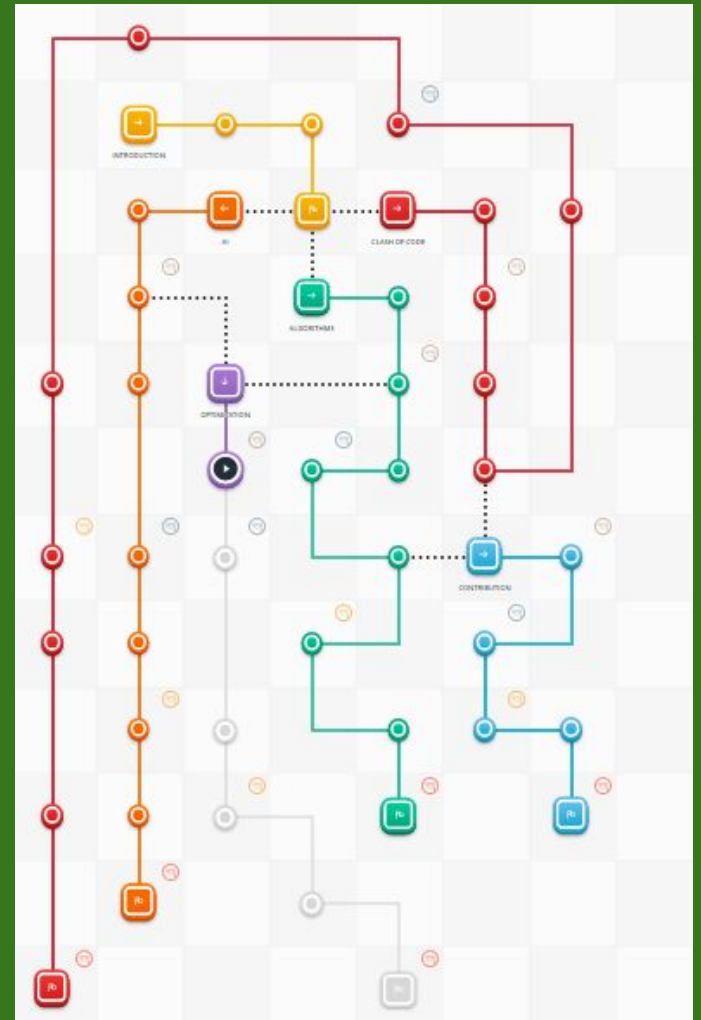 INTRODUCTION
AI
CLASH OF CODE
ALGORITHMS
OPTIMIZATION
CONTRIBUTION